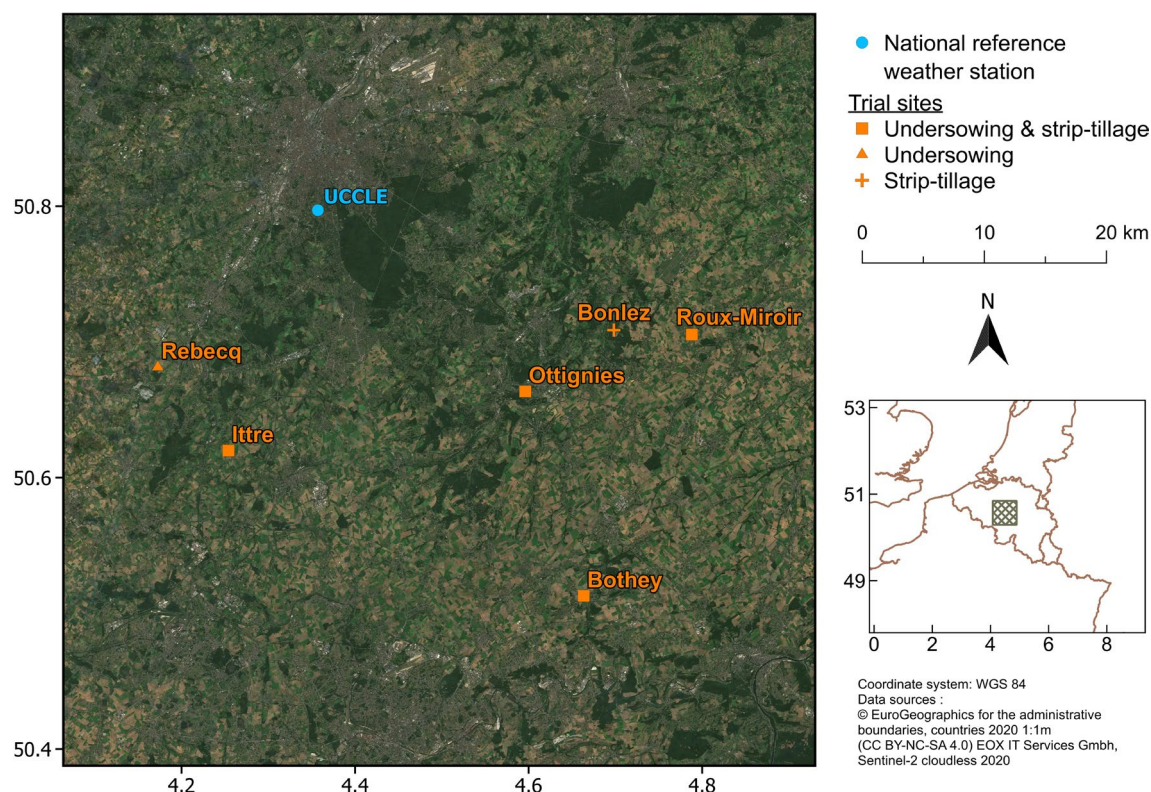 50.8
50.6
50.4
4.2
4.4
4.6
4.8
UCCLE
Bonlez
Roux-Miroir
Rebecq
Ottignies
Ittre
Bothey
National reference
weather station
Trial sites
Undersowing & strip-tillage
Undersowing
Strip-tillage
0
10
20 km
N
53
51
49
0
2
4
6
8
Coordinate system: WGS 84
Data sources :
© EuroGeographics for the administrative
boundaries, countries 2020 1:1m
(CC BY-NC-SA 4.0) EOX IT Services Gmbh,
Sentinel-2 cloudless 2020